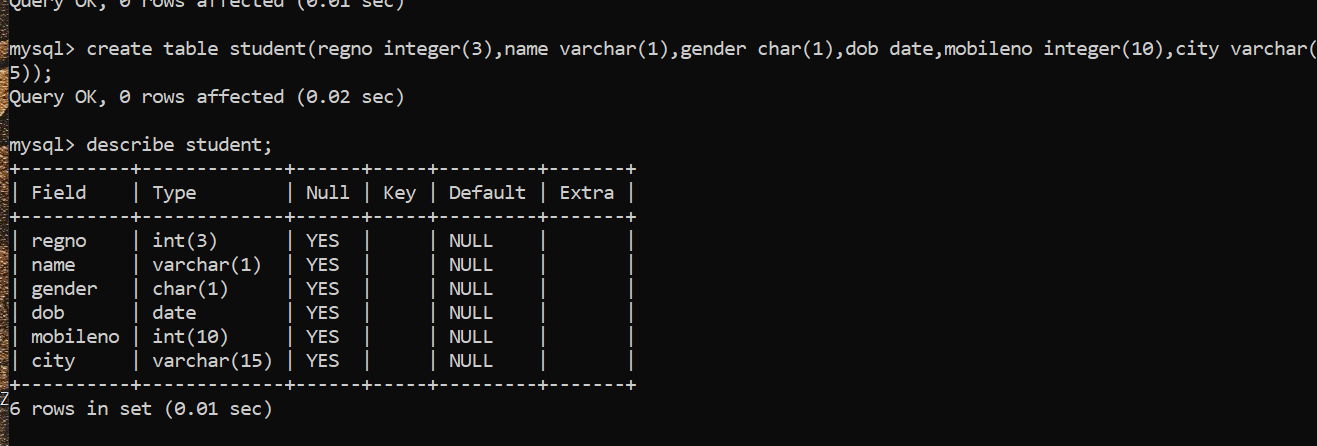 Query OK, 0 rows affected (0.01 sec)
mysql> create table student(regno integer(3),name varchar(1),gender char(1),dob date,mobileno integer(10),city varchar(
5));
Query OK, 0 rows affected (0.02 sec)
mysql> describe student;
+----------+-------------+------+-----+---------+-------+
| Field    | Type        | Null | Key | Default | Extra |
+----------+-------------+------+-----+---------+-------+
| regno    | int(3)      | YES  |     | NULL    |       |
| name     | varchar(1)  | YES  |     | NULL    |       |
| gender   | char(1)     | YES  |     | NULL    |       |
| dob      | date        | YES  |     | NULL    |       |
| mobileno | int(10)     | YES  |     | NULL    |       |
| city     | varchar(15) | YES  |     | NULL    |       |
+----------+-------------+------+-----+---------+-------+
6 rows in set (0.01 sec)